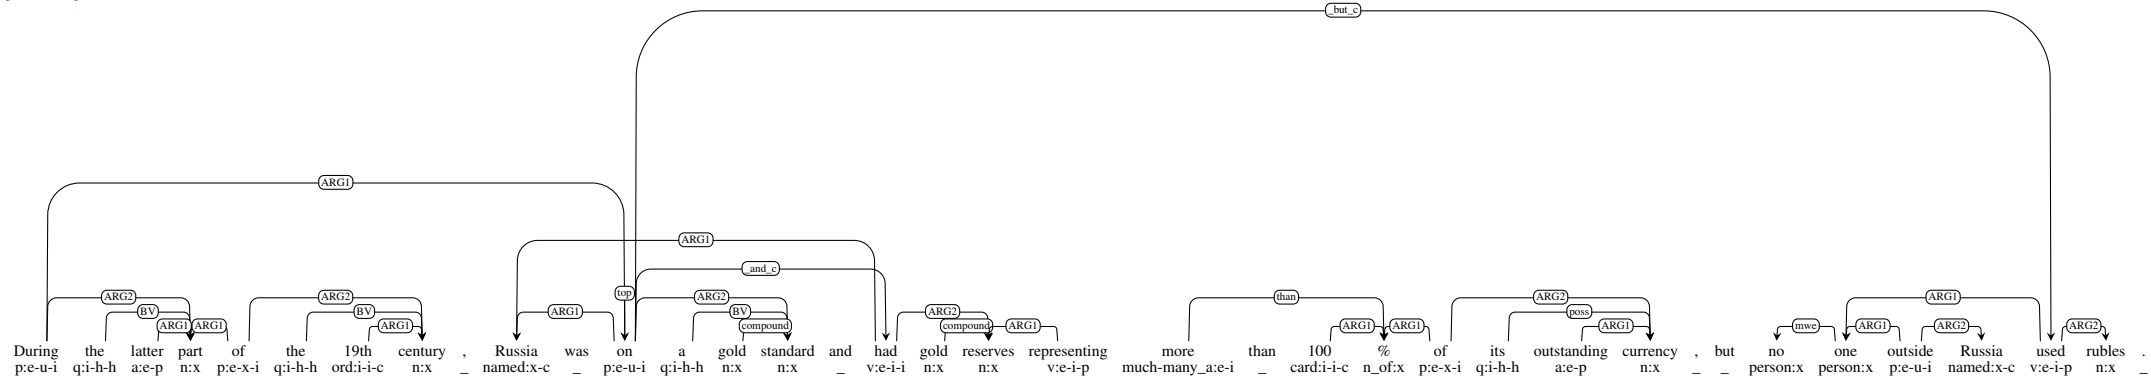 _but_c
ARG1
ARG1
_and_c
top
ARG2 ARG2 ARG2 than ARG2 ARG1
BV BV ARG1 BV ARG2 poss
ARG1 ARG1 ARG1 compound compound ARG1 ARG1 ARG1 ARG1 mwe ARG1 ARG2 ARG2
During the latter part of the 19th century , Russia was on a gold standard and had gold reserves representing more than 100 % of its outstanding currency , but no one outside Russia used rubles .
p:e-u-i q:i-h-h a:e-p n:x p:e-x-i q:i-h-h ord:i-i-c n:x _ named:x-c _ p:e-u-i q:i-h-h n:x n:x _ v:e-i-i n:x n:x v:e-i-p much-many_a:e-i _ card:i-i-c n_of:x p:e-x-i q:i-h-h a:e-p n:x _ _ person:x person:x p:e-u-i named:x-c v:e-i-p n:x _